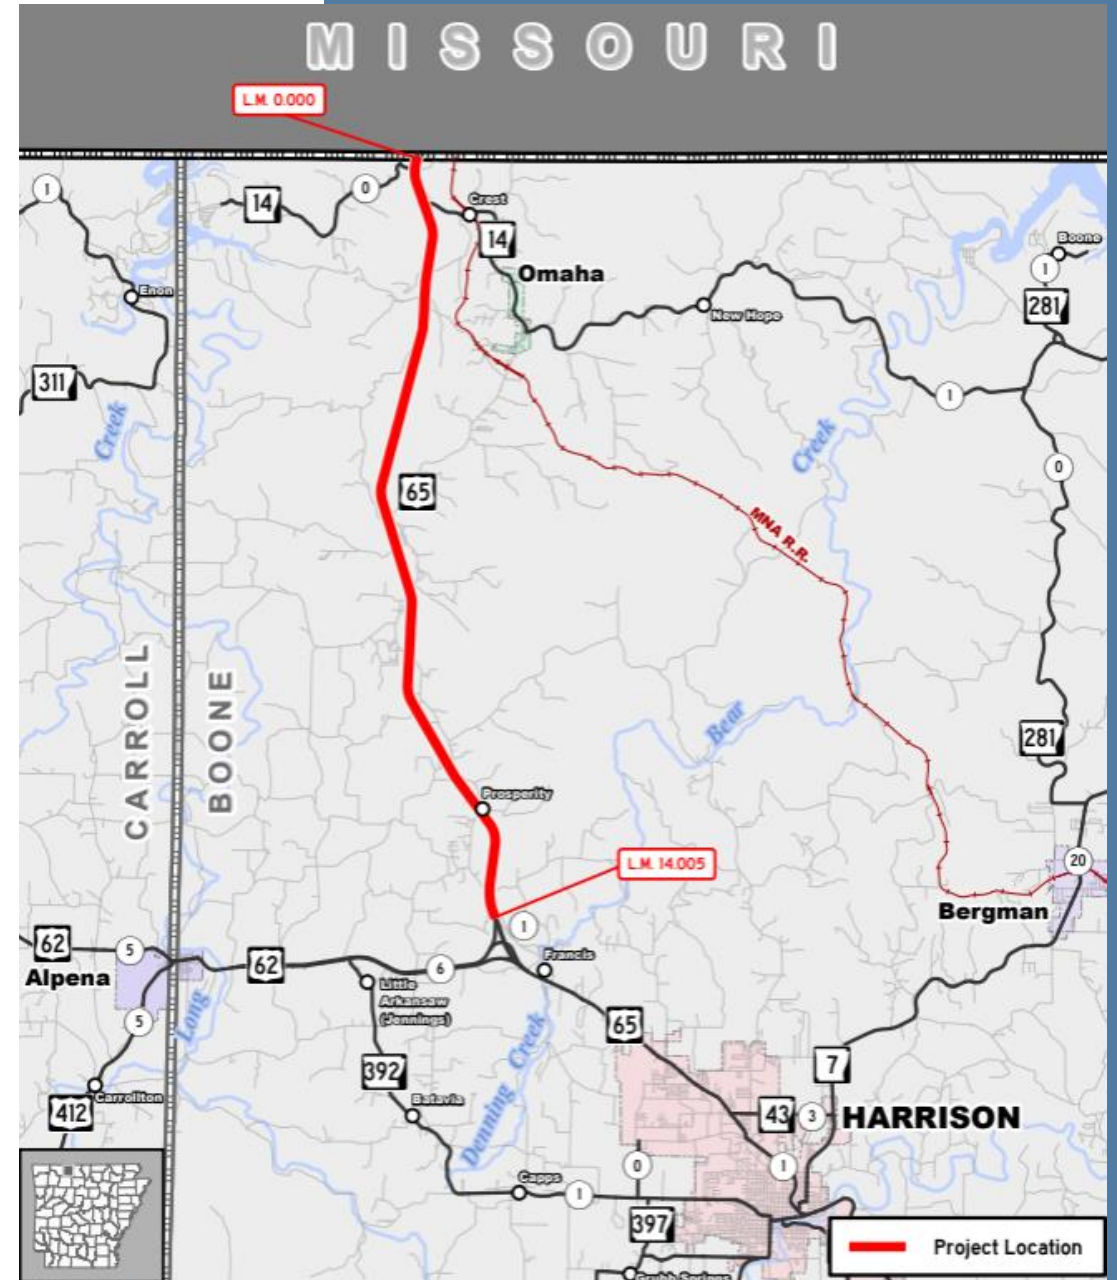 MISSOURI
L.M. 0.000
1
14
0
Crest
14
Omaha
Boone
1
281
Enon
New Hope
311
1
Creek
Creek
0
65
MNA R.R.
CARROLL
BOONE
Bear
281
Prosperity
L.M. 14.005
20
Bergman
1
62
5
62
6
Francis
Alpena
Little
Arkansaw
(Jennings)
5
Long
65
Creek
392
7
412
Carrollton
Batavia
Denning
43
3
HARRISON
0
1
Capps
1
397
Project Location
Grubb Springs